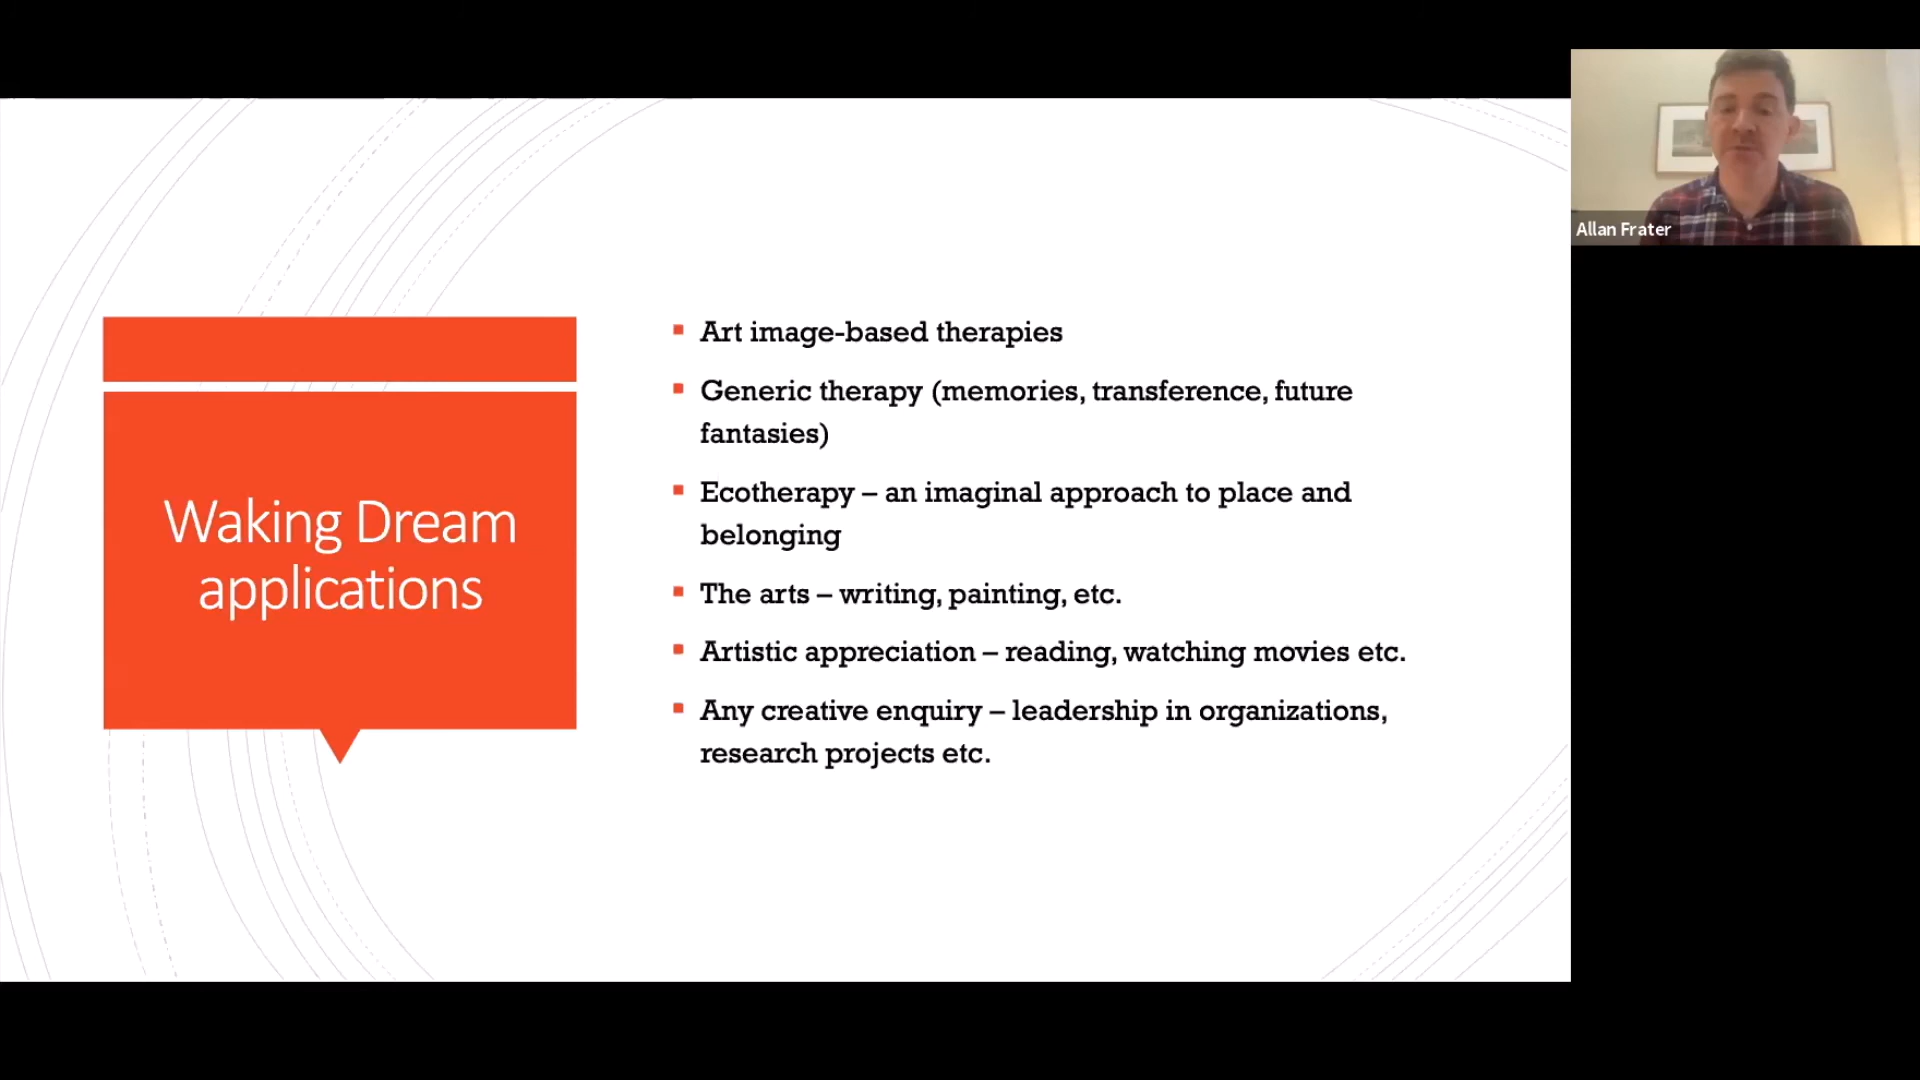 Waking Dream
applications
Art image-based therapies
Generic therapy (memories, transference, future
fantasies)
Ecotherapy – an imaginal approach to place and
belonging
The arts – writing, painting, etc.
Artistic appreciation – reading, watching movies etc.
Any creative enquiry – leadership in organizations,
research projects etc.
Allan Frater